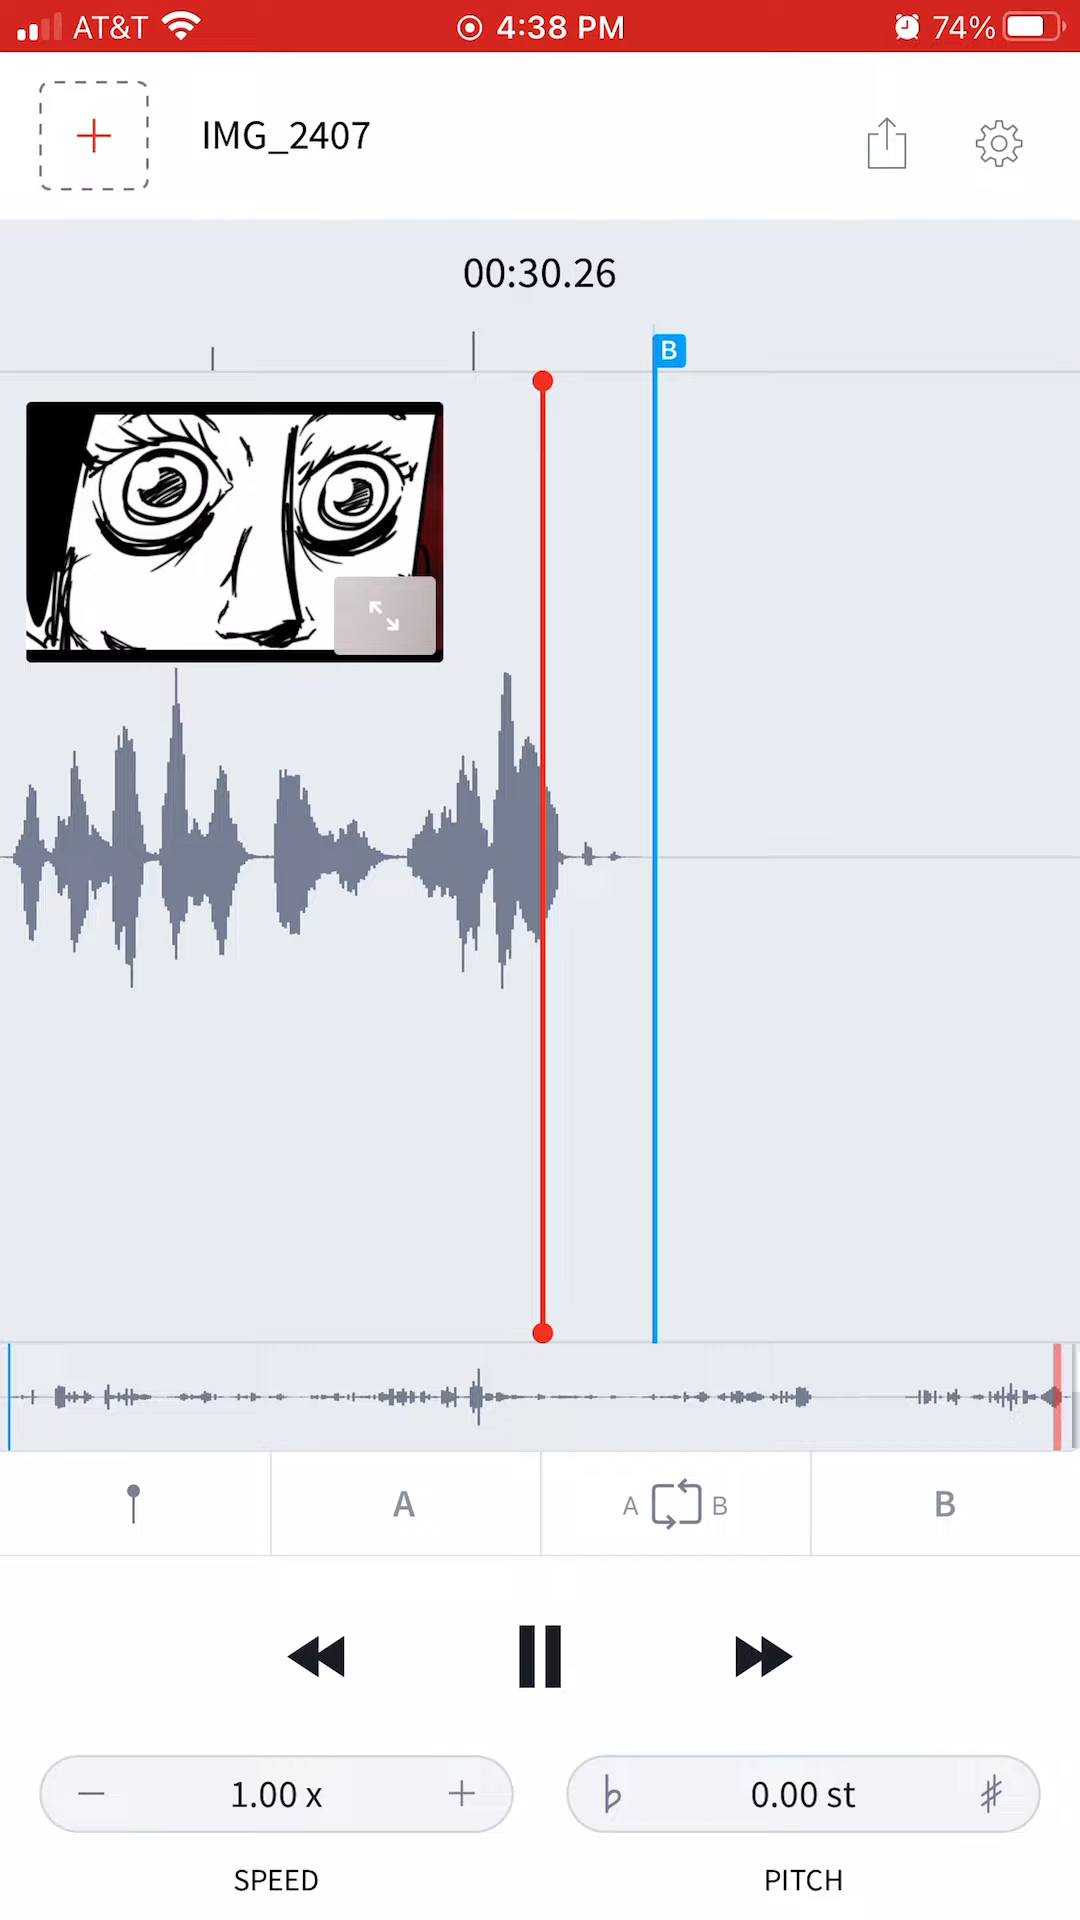 AT&T 4:38 PM 74%
IMG_2407
00:30.26
B
A A B B
1.00 x 0.00 st
SPEED PITCH